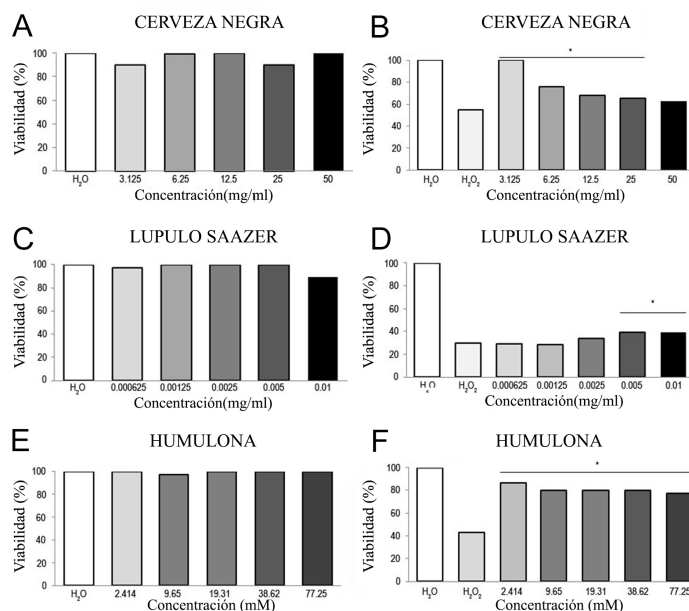 A
CERVEZA NEGRA
Viabilidad (%)
100
80
60
40
20
0
H₂O 3.125 6.25 12.5 25 50
Concentración(mg/ml)
B
CERVEZA NEGRA
*
Viabilidad (%)
100
80
60
40
20
0
H₂O H₂O₂ 3.125 6.25 12.5 25 50
Concentración(mg/ml)
C
LUPULO SAAZER
Viabilidad (%)
100
80
60
40
20
0
H₂O 0.000625 0.00125 0.0025 0.005 0.01
Concentración(mg/ml)
D
LUPULO SAAZER
*
Viabilidad (%)
100
80
60
40
20
0
H₂O₂ 0.000625 0.00125 0.0025 0.005 0.01
Concentración(mg/ml)
E
HUMULONA
Viabilidad (%)
100
80
60
40
20
0
H₂O 2.414 9.65 19.31 38.62 77.25
Concentración (mM)
F
HUMULONA
*
Viabilidad (%)
100
80
60
40
20
0
H₂O H₂O₂ 2.414 9.65 19.31 38.62 77.25
Concentración (mM)